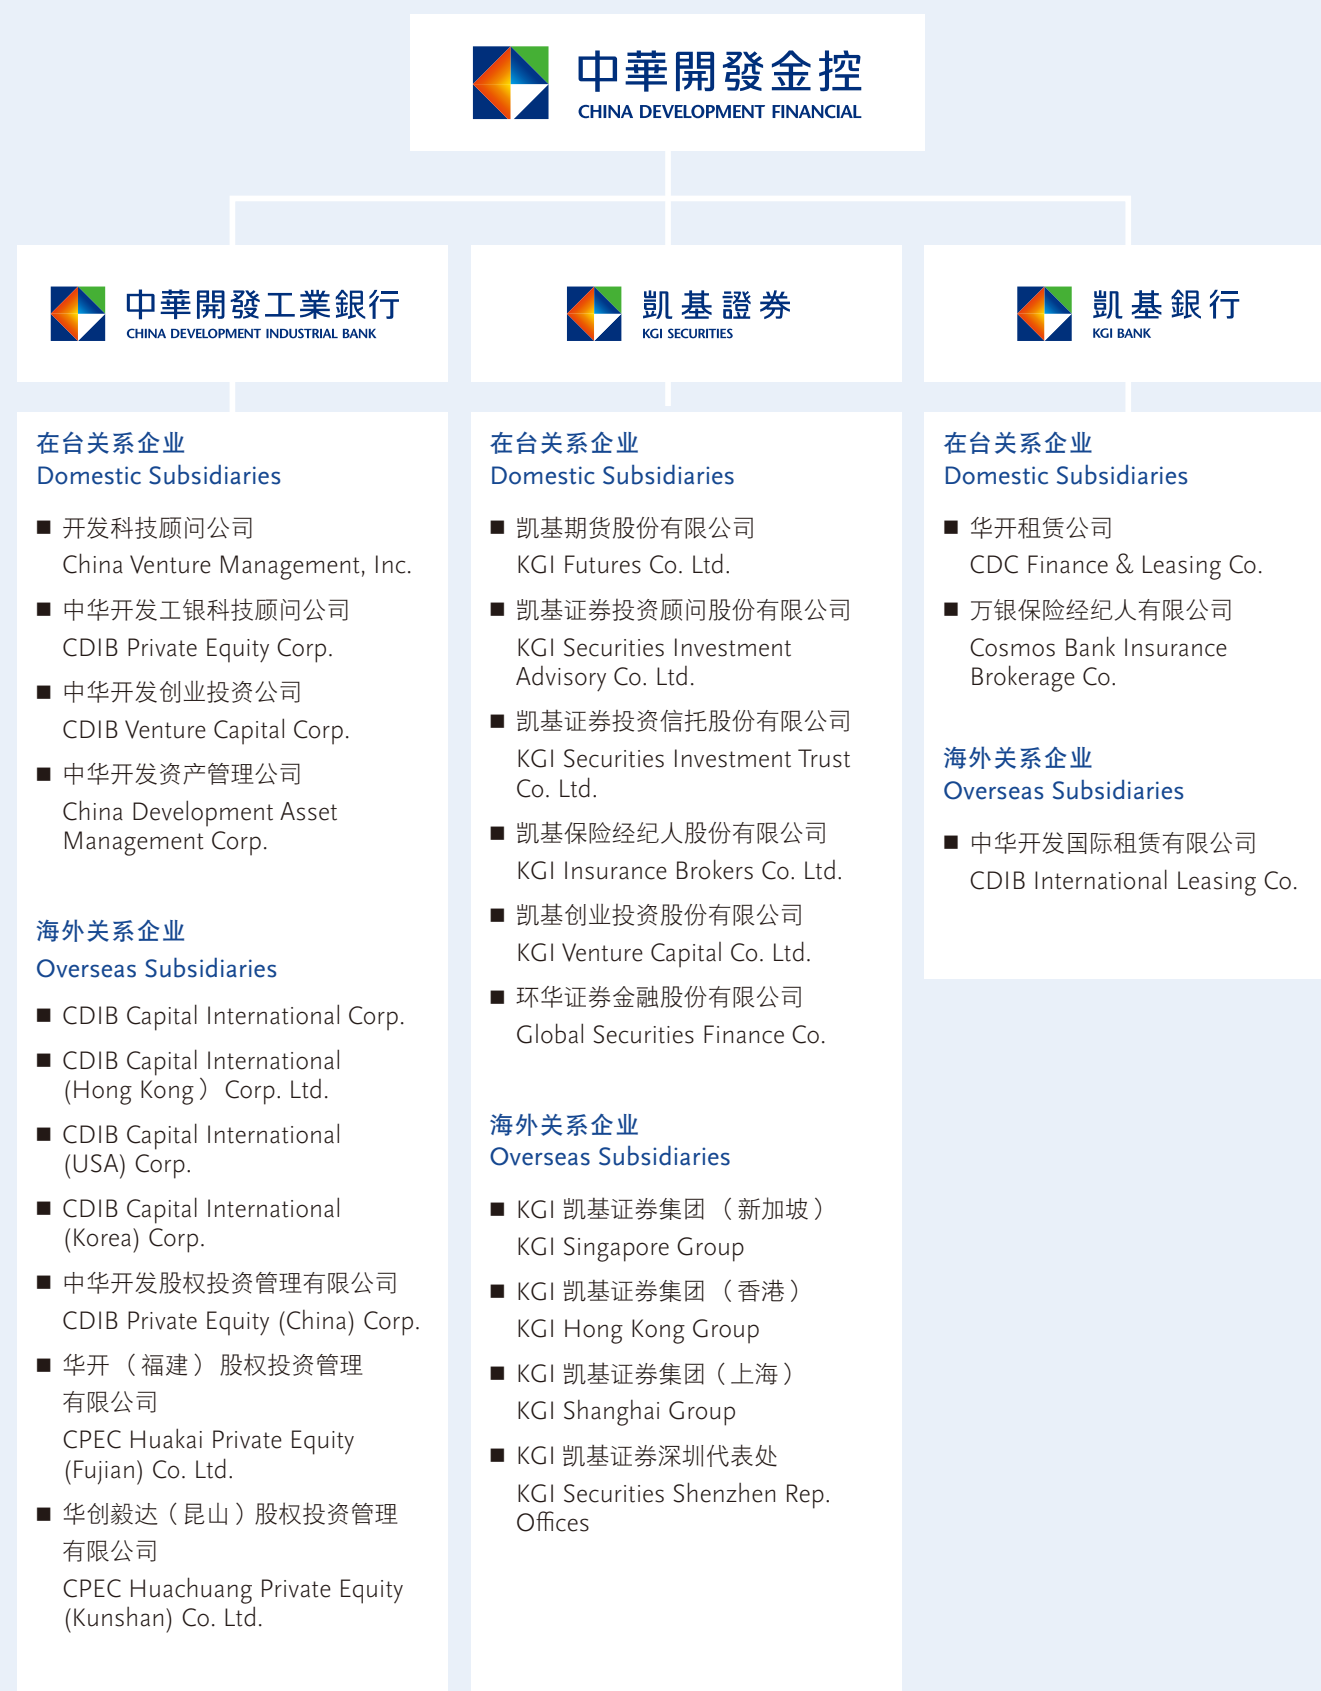 中華開發金控
CHINA DEVELOPMENT FINANCIAL
中華開發工業銀行
CHINA DEVELOPMENT INDUSTRIAL BANK
在台关系企业
Domestic Subsidiaries
■ 开发科技顾问公司
China Venture Management, Inc.
■ 中华开发工银科技顾问公司
CDIB Private Equity Corp.
■ 中华开发创业投资公司
CDIB Venture Capital Corp.
■ 中华开发资产管理公司
China Development Asset
Management Corp.
海外关系企业
Overseas Subsidiaries
■ CDIB Capital International Corp.
■ CDIB Capital International
(Hong Kong） Corp. Ltd.
■ CDIB Capital International
(USA) Corp.
■ CDIB Capital International
(Korea) Corp.
■ 中华开发股权投资管理有限公司
CDIB Private Equity (China) Corp.
■ 华开 （福建） 股权投资管理
有限公司
CPEC Huakai Private Equity
(Fujian) Co. Ltd.
■ 华创毅达（昆山）股权投资管理
有限公司
CPEC Huachuang Private Equity
(Kunshan) Co. Ltd.
凱基證券
KGI SECURITIES
在台关系企业
Domestic Subsidiaries
■ 凯基期货股份有限公司
KGI Futures Co. Ltd.
■ 凯基证券投资顾问股份有限公司
KGI Securities Investment
Advisory Co. Ltd.
■ 凯基证券投资信托股份有限公司
KGI Securities Investment Trust
Co. Ltd.
■ 凯基保险经纪人股份有限公司
KGI Insurance Brokers Co. Ltd.
■ 凯基创业投资股份有限公司
KGI Venture Capital Co. Ltd.
■ 环华证券金融股份有限公司
Global Securities Finance Co.
海外关系企业
Overseas Subsidiaries
■ KGI 凯基证券集团 （新加坡）
KGI Singapore Group
■ KGI 凯基证券集团 （香港）
KGI Hong Kong Group
■ KGI 凯基证券集团（上海）
KGI Shanghai Group
■ KGI 凯基证券深圳代表处
KGI Securities Shenzhen Rep.
Offices
凱基銀行
KGI BANK
在台关系企业
Domestic Subsidiaries
■ 华开租赁公司
CDC Finance & Leasing Co.
■ 万银保险经纪人有限公司
Cosmos Bank Insurance
Brokerage Co.
海外关系企业
Overseas Subsidiaries
■ 中华开发国际租赁有限公司
CDIB International Leasing Co.